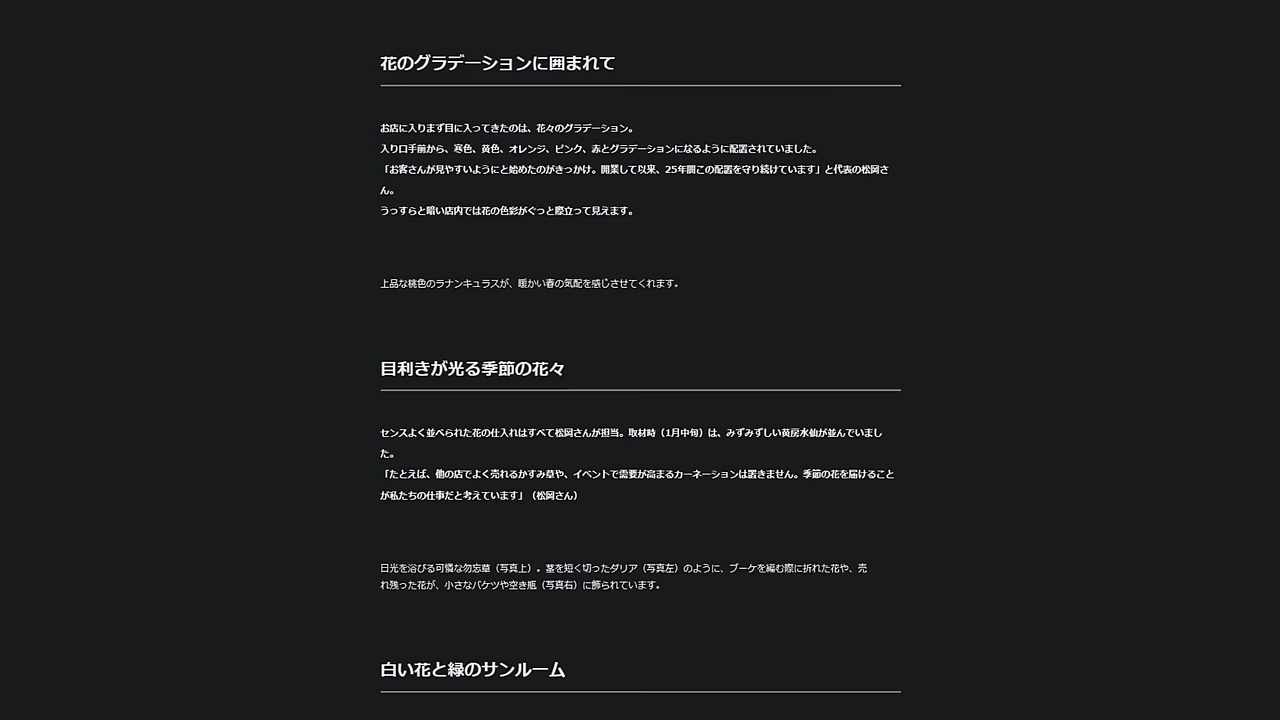 花のグラデーションに囲まれて
お店に入りまず目に入ってきたのは、花々のグラデーション。
入り口手前から、寒色、黄色、オレンジ、ピンク、赤とグラデーションになるように配置されていました。
「お客さんが見やすいようにと始めたのがきっかけ。開業して以来、25年間この配置を守り続けています」と代表の松岡さ
ん。
うっすらと暗い店内では花の色彩がぐっと際立って見えます。
上品な桃色のラナンキュラスが、暖かい春の気配を感じさせてくれます。
目利きが光る季節の花々
センスよく並べられた花の仕入れはすべて松岡さんが担当。取材時（1月中旬）は、みずみずしい黄房水仙が並んでいまし
た。
「たとえば、他の店でよく売れるかすみ草や、イベントで需要が高まるカーネーションは置きません。季節の花を届けること
が私たちの仕事だと考えています」（松岡さん）
日光を浴びる可憐な勿忘草（写真上）。茎を短く切ったダリア（写真左）のように、ブーケを編む際に折れた花や、売
れ残った花が、小さなバケツや空き瓶（写真右）に飾られています。
白い花と緑のサンルーム